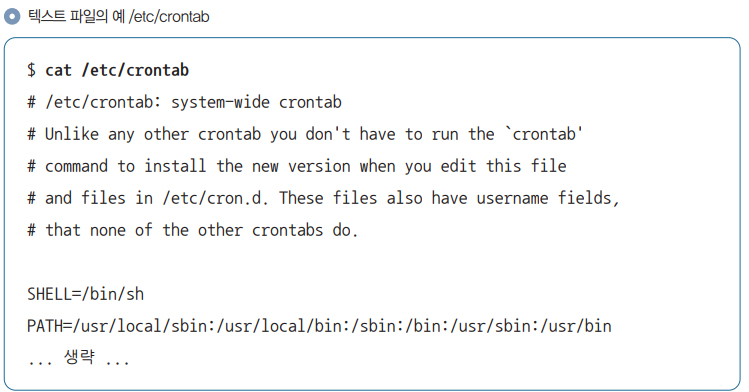 텍스트 파일의 예 /etc/crontab
$ cat /etc/crontab
# /etc/crontab: system-wide crontab
# Unlike any other crontab you don't have to run the `crontab'
# command to install the new version when you edit this file
# and files in /etc/cron.d. These files also have username fields,
# that none of the other crontabs do.
SHELL=/bin/sh
PATH=/usr/local/sbin:/usr/local/bin:/sbin:/bin:/usr/sbin:/usr/bin
... 생략 ...